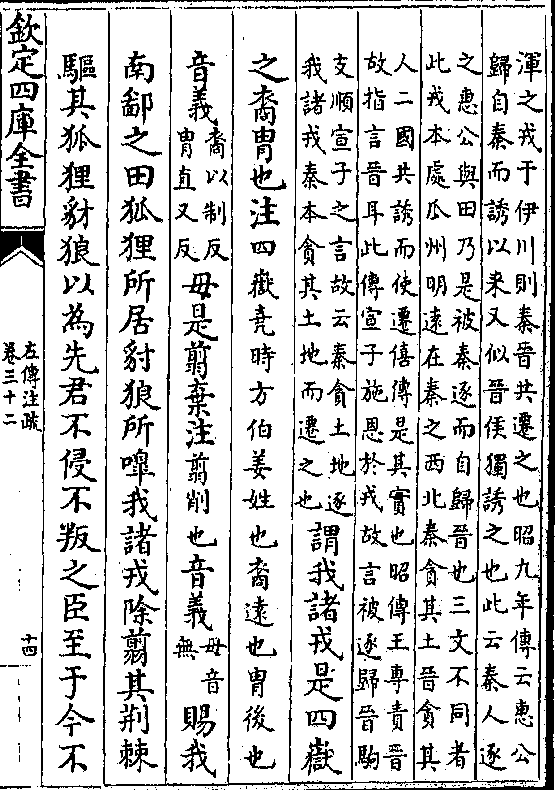 渾之戎于伊川則秦晉共遷之也昭九年傳云惠公
歸自秦而誘以來又似晉侯獨誘之也此云秦人逐
之惠公與田乃是被秦逐而自歸晉也三文不同者
此戎本處瓜州明遠在秦之西北秦貪其土晉貪其
人二國共誘而使遷僖傳是其實也昭傳王專責晉
故指言晉耳此傳宣子施恩於戎故言被逐歸晉駒
支順宣子之言故云秦貪土地逐
我諸戎秦本貪其土地而遷之也
謂我諸戎是四嶽
之裔冑也注四嶽堯時方伯姜姓也裔遠也冑後也
音義裔以制反
冑直又反
毋是翦棄注翦削也音義毋音
無
賜我
南鄙之田狐狸所居豺狼所嘷我諸戎除翦其荆棘
驅其狐狸豺狼以為先君不侵不叛之臣至于今不
欽定四庫全書
左傳注疏
卷三十二
十四